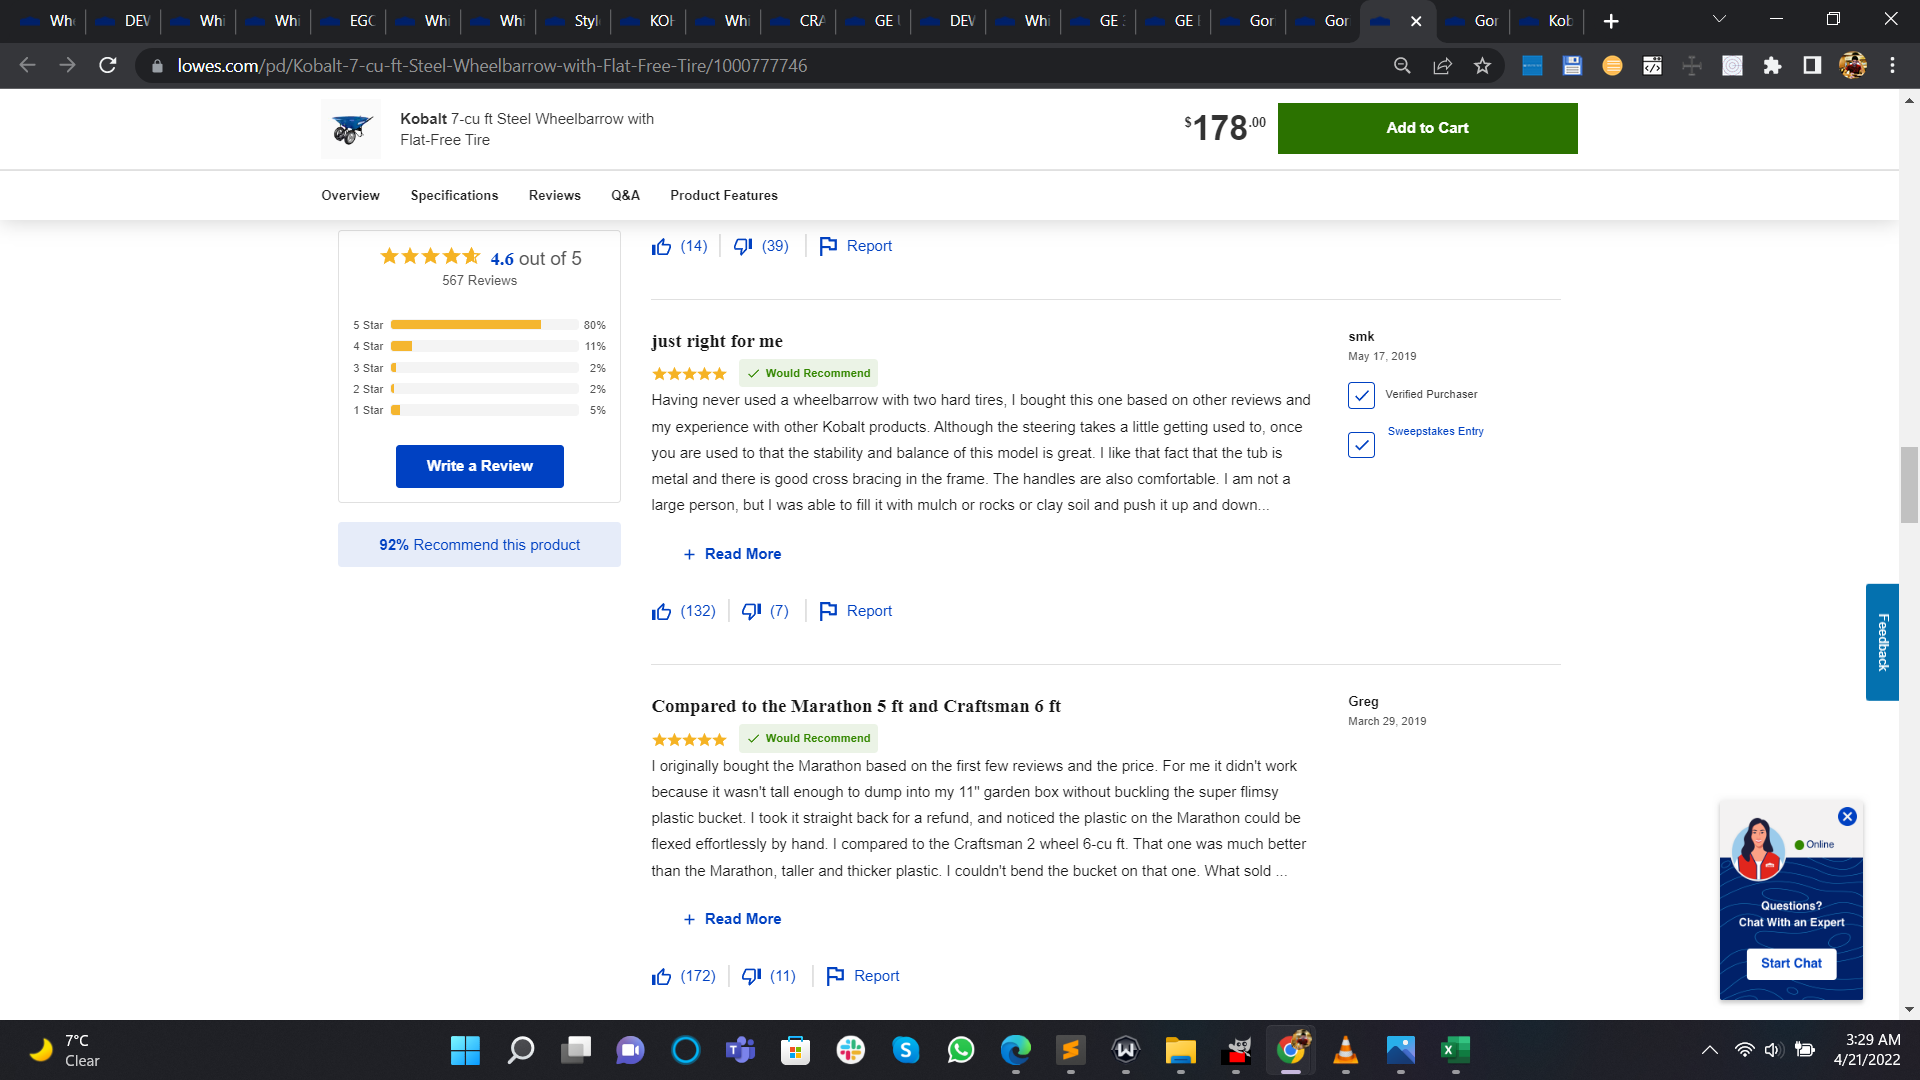 Whe
DEW
Whi
Whi
EGO
Whi
Whi
Style
KOH
Whi
CRA
GE U
DEW
Whi
GE 3
GE
Gor
Gor
Gor
Kob
lowes.com/pd/Kobalt-7-cu-ft-Steel-Wheelbarrow-with-Flat-Free-Tire/1000777746
Kobalt 7-cu ft Steel Wheelbarrow with
Flat-Free Tire
$178.00
Add to Cart
Overview
Specifications
Reviews
Q&A
Product Features
4.6 out of 5
567 Reviews
5 Star 80%
4 Star 11%
3 Star 2%
2 Star 2%
1 Star 5%
Write a Review
92% Recommend this product
(14) (39) Report
just right for me
Would Recommend
Having never used a wheelbarrow with two hard tires, I bought this one based on other reviews and
my experience with other Kobalt products. Although the steering takes a little getting used to, once
you are used to that the stability and balance of this model is great. I like that fact that the tub is
metal and there is good cross bracing in the frame. The handles are also comfortable. I am not a
large person, but I was able to fill it with mulch or rocks or clay soil and push it up and down...
+ Read More
(132) (7) Report
smk
May 17, 2019
Verified Purchaser
Sweepstakes Entry
Compared to the Marathon 5 ft and Craftsman 6 ft
Would Recommend
I originally bought the Marathon based on the first few reviews and the price. For me it didn't work
because it wasn't tall enough to dump into my 11" garden box without buckling the super flimsy
plastic bucket. I took it straight back for a refund, and noticed the plastic on the Marathon could be
flexed effortlessly by hand. I compared to the Craftsman 2 wheel 6-cu ft. That one was much better
than the Marathon, taller and thicker plastic. I couldn't bend the bucket on that one. What sold ...
+ Read More
(172) (11) Report
Greg
March 29, 2019
Feedback
Online
Questions?
Chat With an Expert
Start Chat
7°C
Clear
3:29 AM
4/21/2022